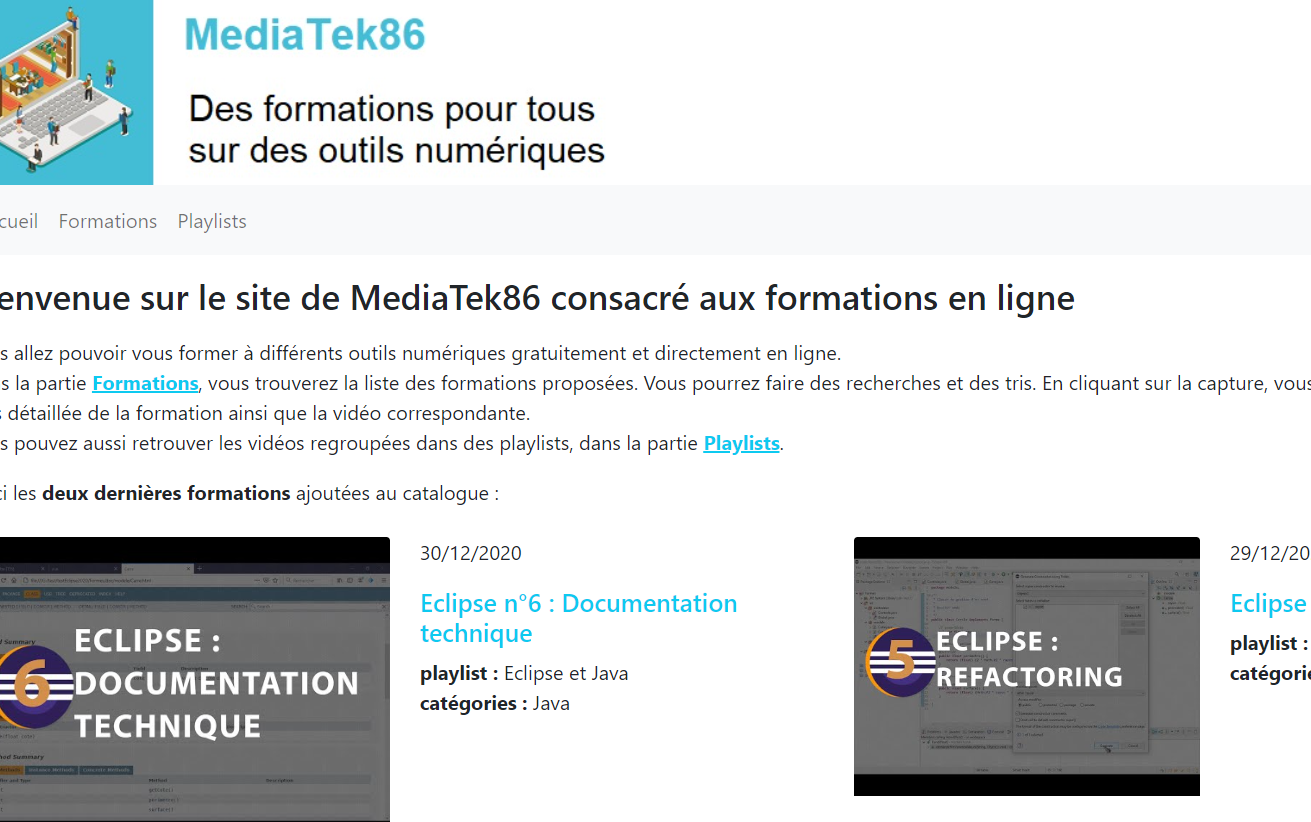 MediaTek86
Des formations pour tous
sur des outils numériques
cueil Formations Playlists
envenue sur le site de MediaTek86 consacré aux formations en ligne
s allez pouvoir vous former à différents outils numériques gratuitement et directement en ligne.
s la partie Formations, vous trouverez la liste des formations proposées. Vous pourrez faire des recherches et des tris. En cliquant sur la capture, vous
s détaillée de la formation ainsi que la vidéo correspondante.
s pouvez aussi retrouver les vidéos regroupées dans des playlists, dans la partie Playlists.
ci les deux dernières formations ajoutées au catalogue :
6
ECLIPSE :
DOCUMENTATION
TECHNIQUE
30/12/2020
Eclipse n°6 : Documentation
technique
playlist : Eclipse et Java
catégories : Java
5
ECLIPSE :
REFACTORING
29/12/20
Eclipse
playlist :
catégorie